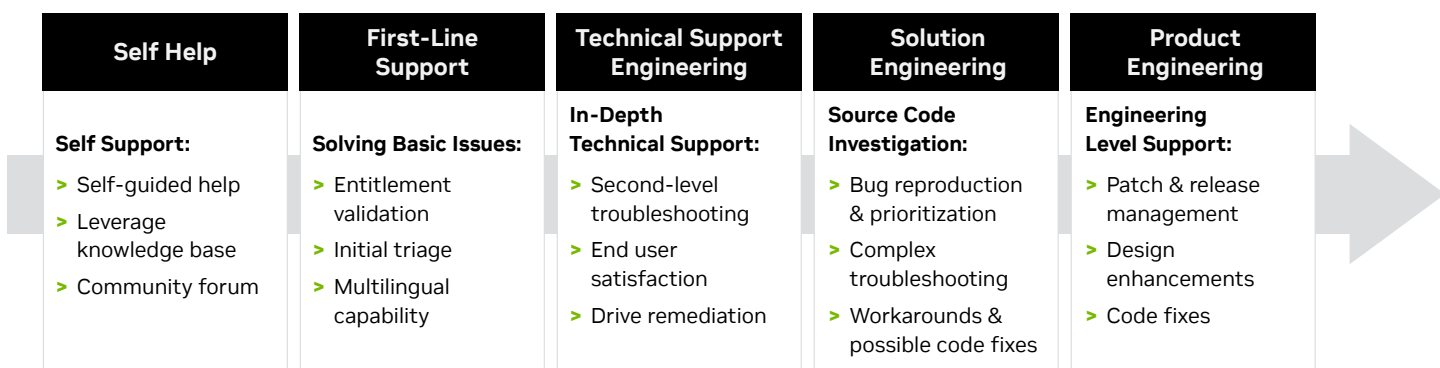 Self Help
Self Support:
> Self-guided help
> Leverage
knowledge base
> Community forum
First-Line
Support
Solving Basic Issues:
> Entitlement
validation
> Initial triage
> Multilingual
capability
Technical Support
Engineering
In-Depth
Technical Support:
> Second-level
troubleshooting
> End user
satisfaction
> Drive remediation
Solution
Engineering
Source Code
Investigation:
> Bug reproduction
& prioritization
> Complex
troubleshooting
> Workarounds &
possible code fixes
Product
Engineering
Engineering
Level Support:
> Patch & release
management
> Design
enhancements
> Code fixes